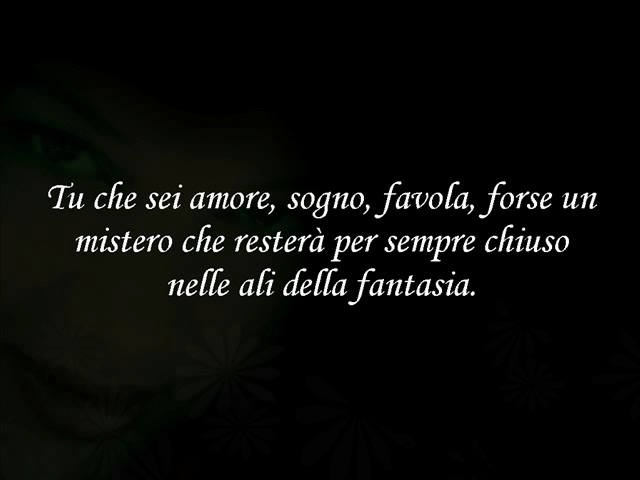 Tu che sei amore, sogno, favola, forse un
mistero che resterà per sempre chiuso
nelle ali della fantasia.